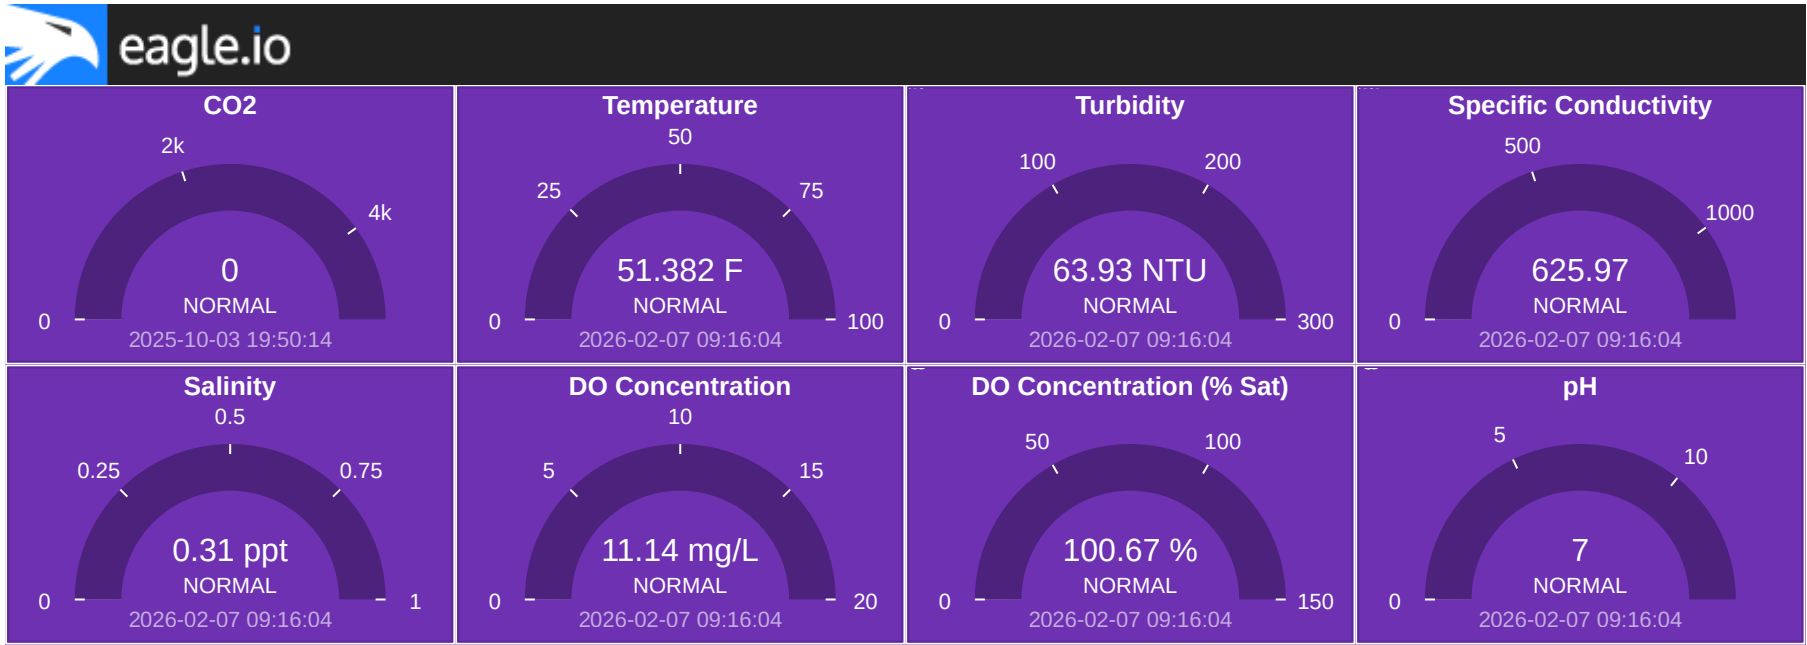 eagle.io
CO2
2k
4k
0
0
NORMAL
2025-10-03 19:50:14
Temperature
50
25
75
51.382 F
NORMAL
0
100
2026-02-07 09:16:04
Turbidity
100
200
63.93 NTU
NORMAL
0
300
2026-02-07 09:16:04
Specific Conductivity
500
1000
625.97
NORMAL
0
2026-02-07 09:16:04
Salinity
0.5
0.25
0.75
0.31 ppt
NORMAL
0
1
2026-02-07 09:16:04
DO Concentration
10
5
15
11.14 mg/L
NORMAL
0
20
2026-02-07 09:16:04
DO Concentration (% Sat)
50
100
100.67 %
NORMAL
0
150
2026-02-07 09:16:04
pH
5
10
7
NORMAL
0
2026-02-07 09:16:04